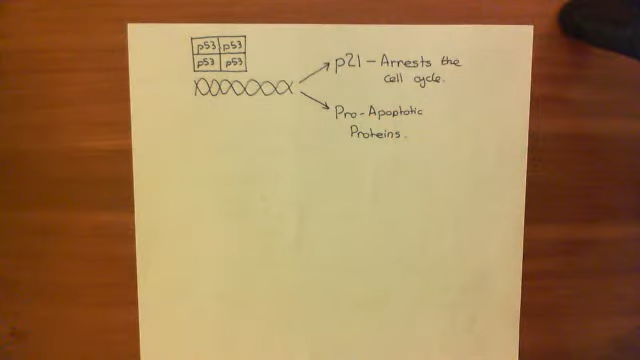 p53 p53
p53 p53
p21 - Arrests the
cell cycle.
Pro-Apoptotic
Proteins.